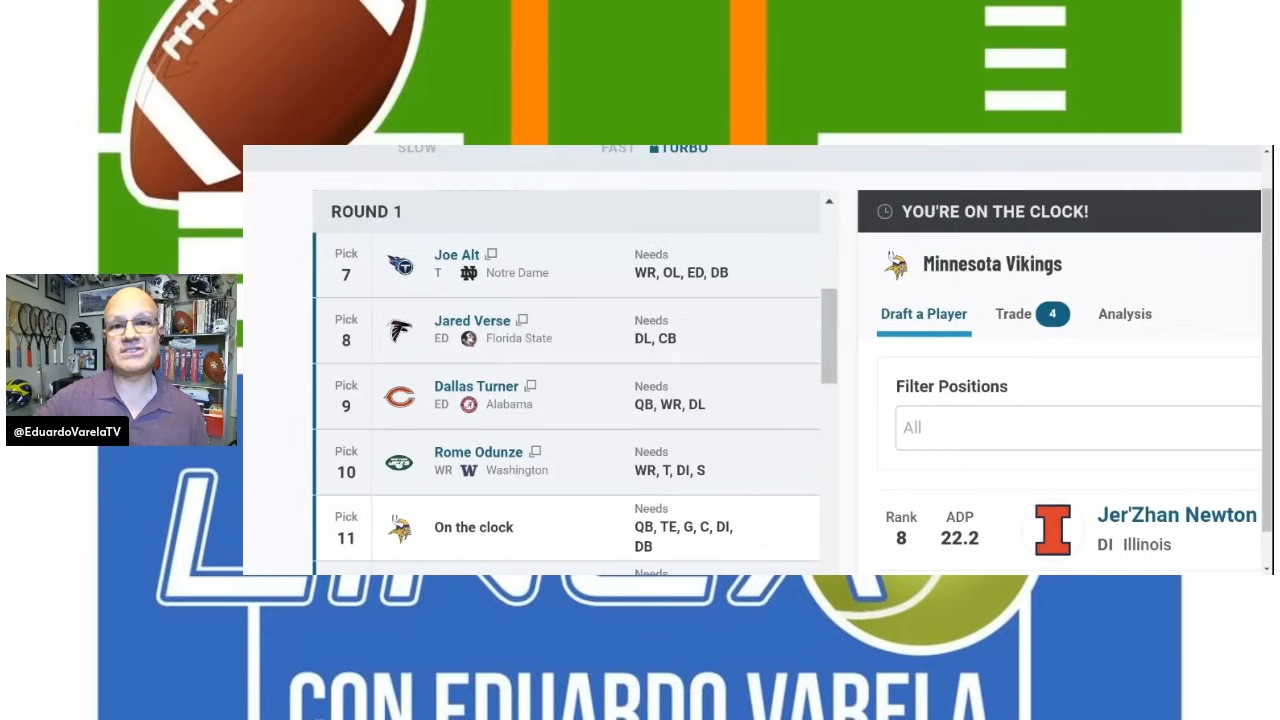 SLOW FAST TURBO
ROUND 1
YOU'RE ON THE CLOCK!
Pick 7
Joe Alt
T Notre Dame
Needs
WR, OL, ED, DB
Pick 8
Jared Verse
ED Florida State
Needs
DL, CB
Pick 9
Dallas Turner
ED Alabama
Needs
QB, WR, DL
Pick 10
Rome Odunze
WR Washington
Needs
WR, T, DI, S
Pick 11
On the clock
Needs
QB, TE, G, C, DI,
DB
Needs
Minnesota Vikings
Draft a Player Trade 4 Analysis
Filter Positions
All
Rank 8
ADP 22.2
Jer'Zhan Newton
DI Illinois
@EduardoVarelaTV
LÍNEA
CON EDUARDO VARELA